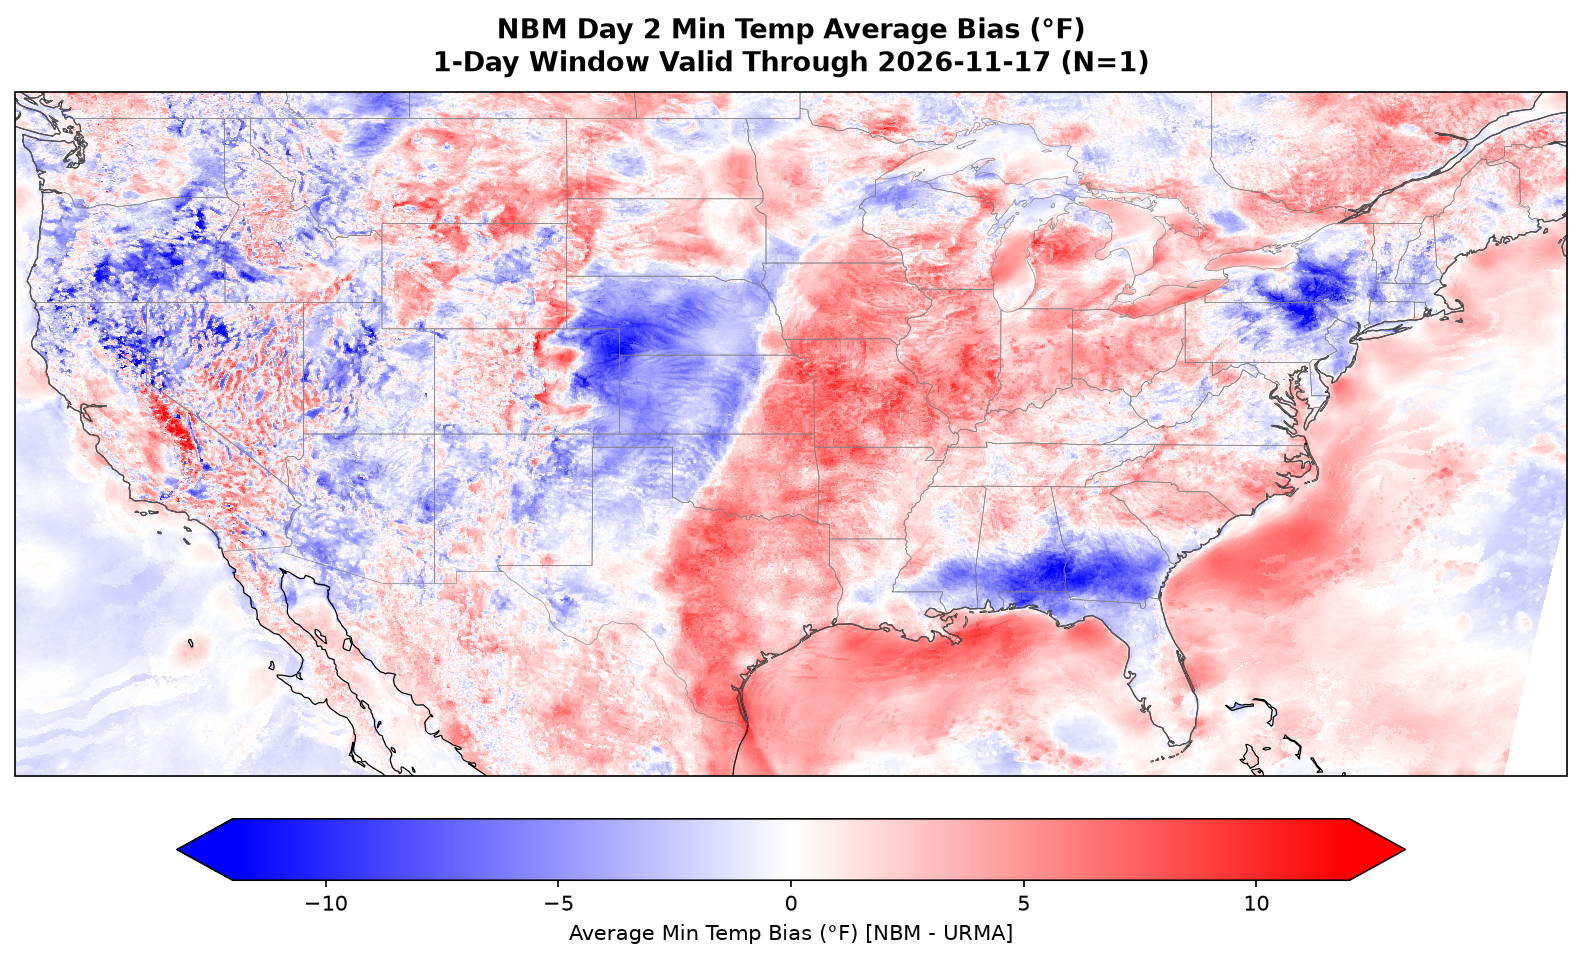 NBM Day 2 Min Temp Average Bias (°F)
1-Day Window Valid Through 2026-11-17 (N=1)
−10 −5 0 5 10
Average Min Temp Bias (°F) [NBM - URMA]